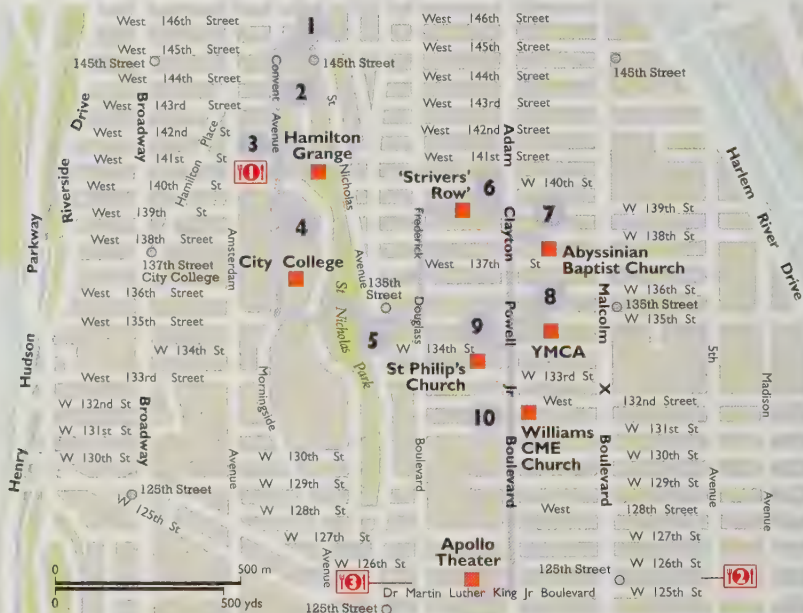 West 146th Street
1
West 146th Street
West 145th Street
West 145th Street
145th Street
145th Street
145th Street
West 144th Street
West 144th Street
Convent Avenue
2
St
West 143rd Street
West 143rd Street
Broadway
Drive
Riverside
West 142nd St
West 142nd Street
Hamilton Place
3
Hamilton
Grange
Adam
West 141st St
West 141st Street
1
West 140th St
W 140th St
'Strivers'
Row'
6
Nicholas
Harlem River Drive
West 139th St
W 139th St
Frederick
Clayton
7
West 138th Street
W 138th St
4
Amsterdam
City College
137th Street
City College
Avenue
West 137th St
Abyssinian
Baptist Church
Parkway
West 136th Street
W 136th St
St Nicholas Park
135th
Street
Douglass
Powell
8
Malcolm
135th Street
West 135th Street
W 135th St
5
9
YMCA
Hudson
W 134th St
W 134th St
St Philip's
Church
5th
Morningside
West 133rd Street
W 133rd St
Madison
Jr
X
W 132nd St
Broadway
West 132nd Street
10
W 131st St
W 131st St
Williams
CME
Church
W 130th St
W 130th St
W 130th St
Henry
Avenue
Boulevard
Boulevard
Boulevard
W 129th St
W 129th St
125th Street
W 125th St
Avenue
Avenue
W 128th St
West 128th Street
W 127th St
W 127th St
Avenue
W 126th St
Apollo
Theater
W 126th St
0
500 m
3
125th Street
2
Dr Martin Luther King Jr Boulevard
W 125th St
0
500 yds
125th Street